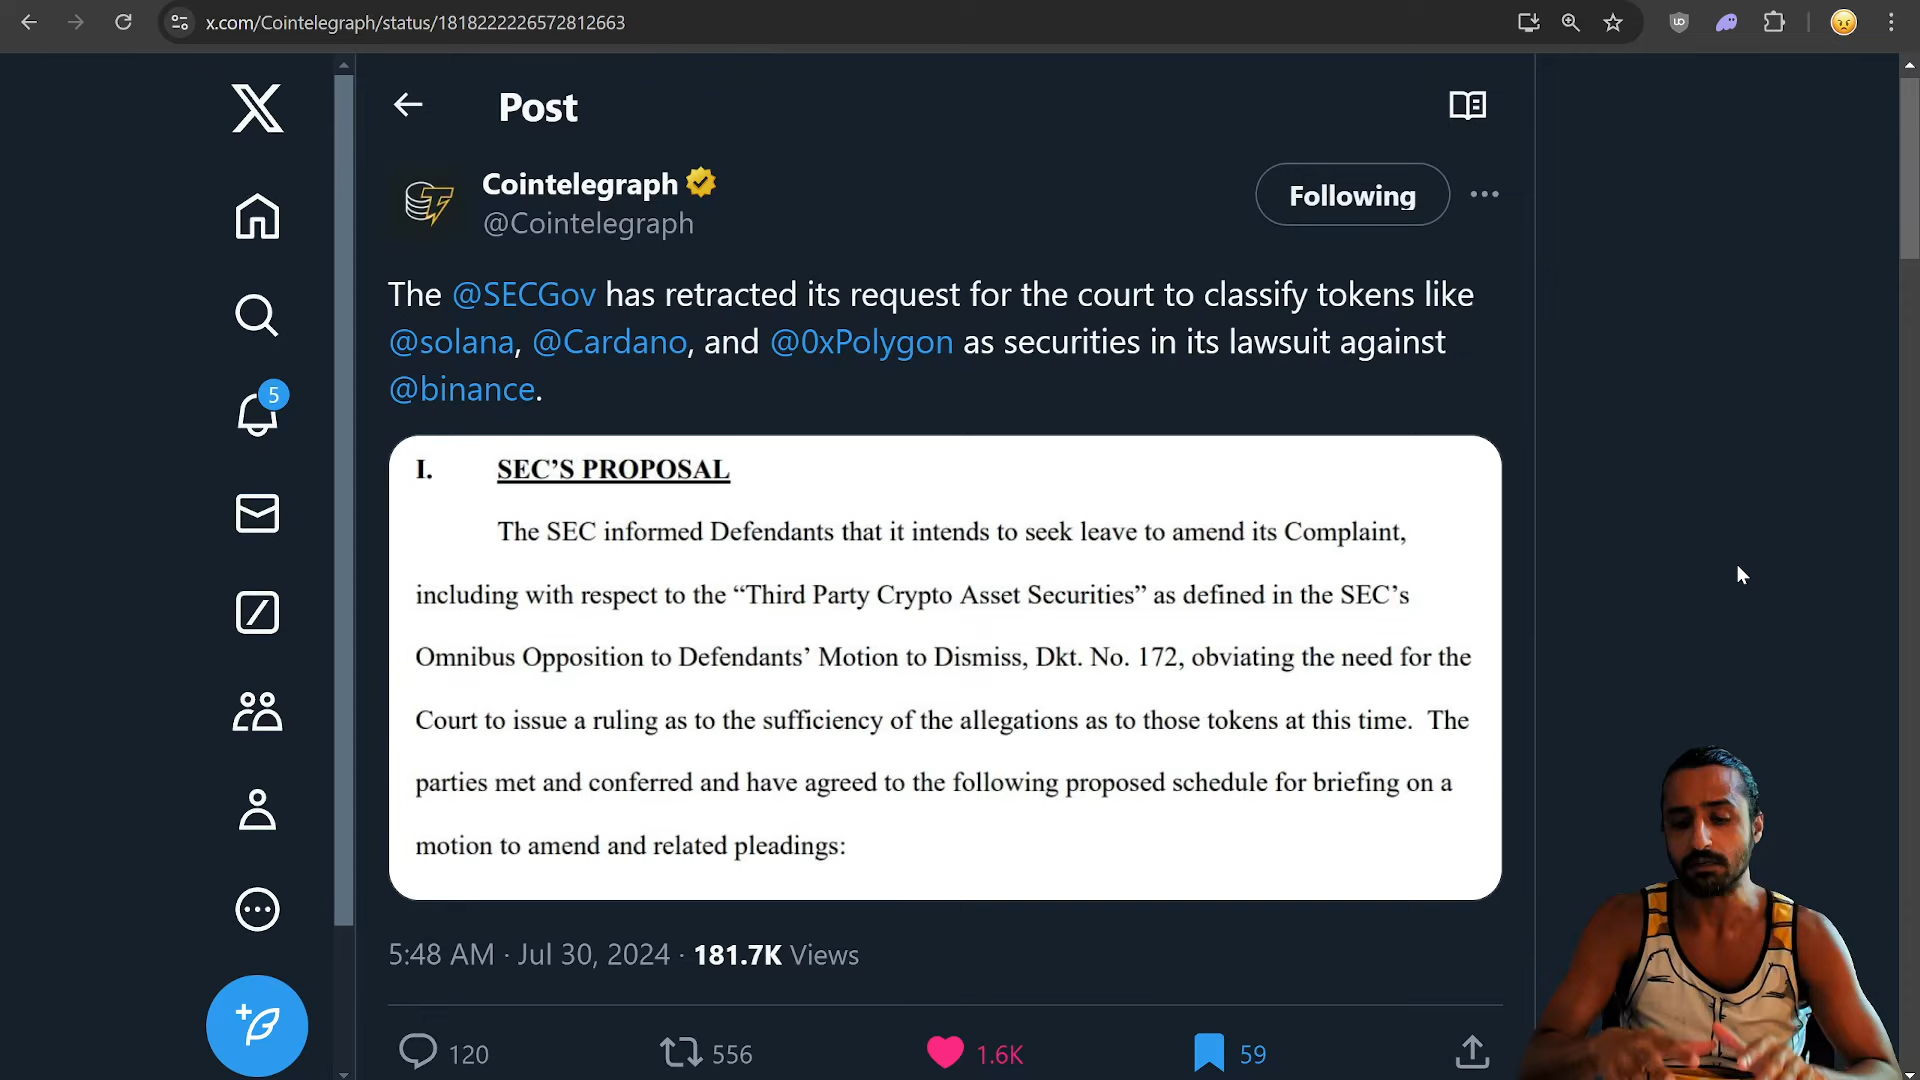 x.com/Cointelegraph/status/1818222226572812663
Post
Cointelegraph
@Cointelegraph
Following
The @SECGov has retracted its request for the court to classify tokens like
@solana, @Cardano, and @0xPolygon as securities in its lawsuit against
@binance.
5
I. SEC’S PROPOSAL
The SEC informed Defendants that it intends to seek leave to amend its Complaint,
including with respect to the “Third Party Crypto Asset Securities” as defined in the SEC’s
Omnibus Opposition to Defendants’ Motion to Dismiss, Dkt. No. 172, obviating the need for the
Court to issue a ruling as to the sufficiency of the allegations as to those tokens at this time. The
parties met and conferred and have agreed to the following proposed schedule for briefing on a
motion to amend and related pleadings:
5:48 AM · Jul 30, 2024 · 181.7K Views
120 556 1.6K 59